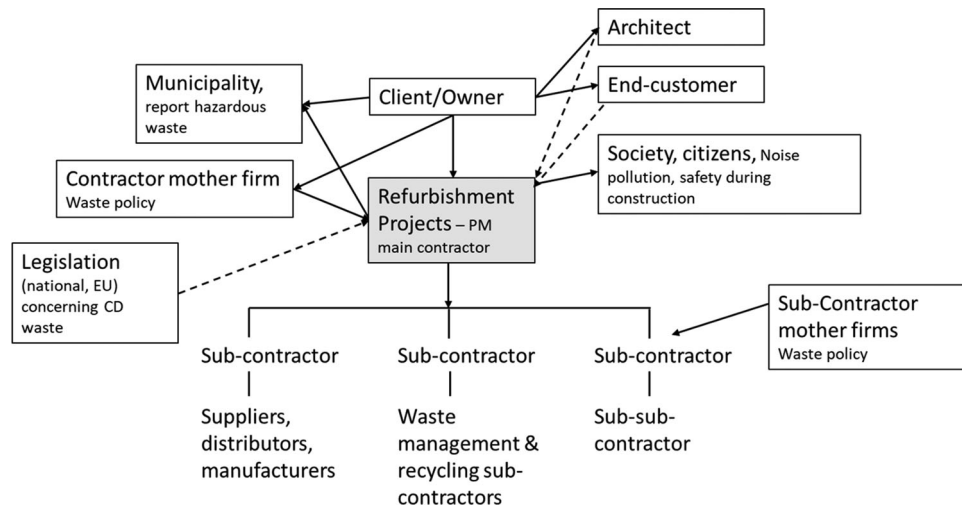 Architect
Municipality,
report hazardous
waste
Client/Owner
End-customer
Society, citizens, Noise
pollution, safety during
construction
Contractor mother firm
Waste policy
Refurbishment
Projects – PM
main contractor
Legislation
(national, EU)
concerning CD
waste
Sub-Contractor
mother firms
Waste policy
Sub-contractor
Sub-contractor
Sub-contractor
Suppliers,
distributors,
manufacturers
Waste
management &
recycling sub-
contractors
Sub-sub-
contractor